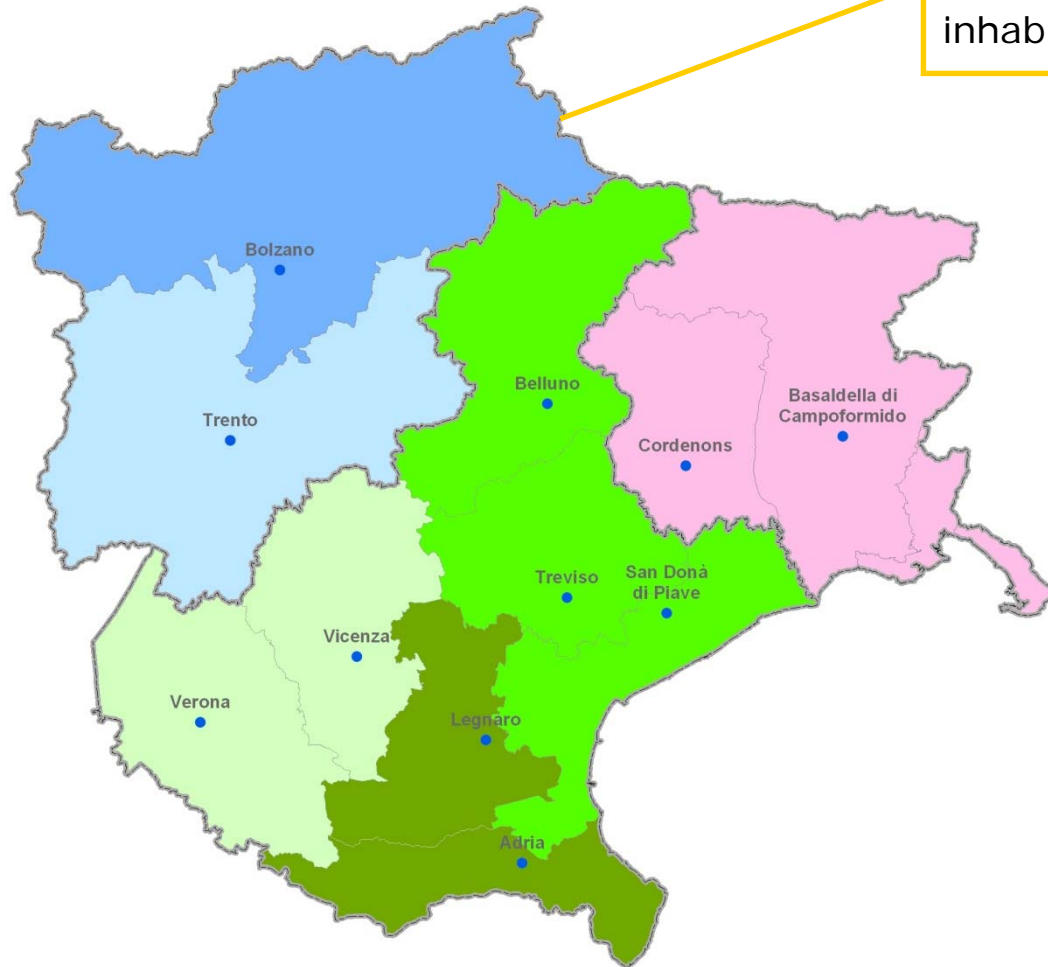 inhab
Bolzano
Belluno
Basaldella di
Campoformido
Trento
Cordenons
Treviso
San Donà
di Piave
Vicenza
Verona
Legnaro
Adria